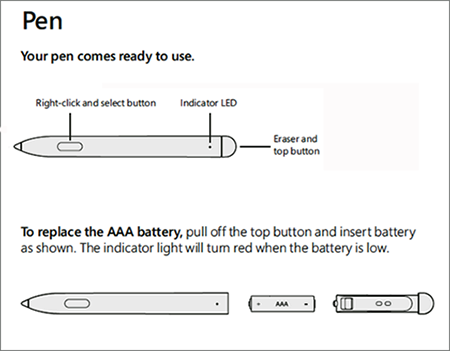 Pen
Your pen comes ready to use.
Right-click and select button
Indicator LED
Eraser and
top button
To replace the AAA battery, pull off the top button and insert battery
as shown. The indicator light will turn red when the battery is low.
+ AAA -